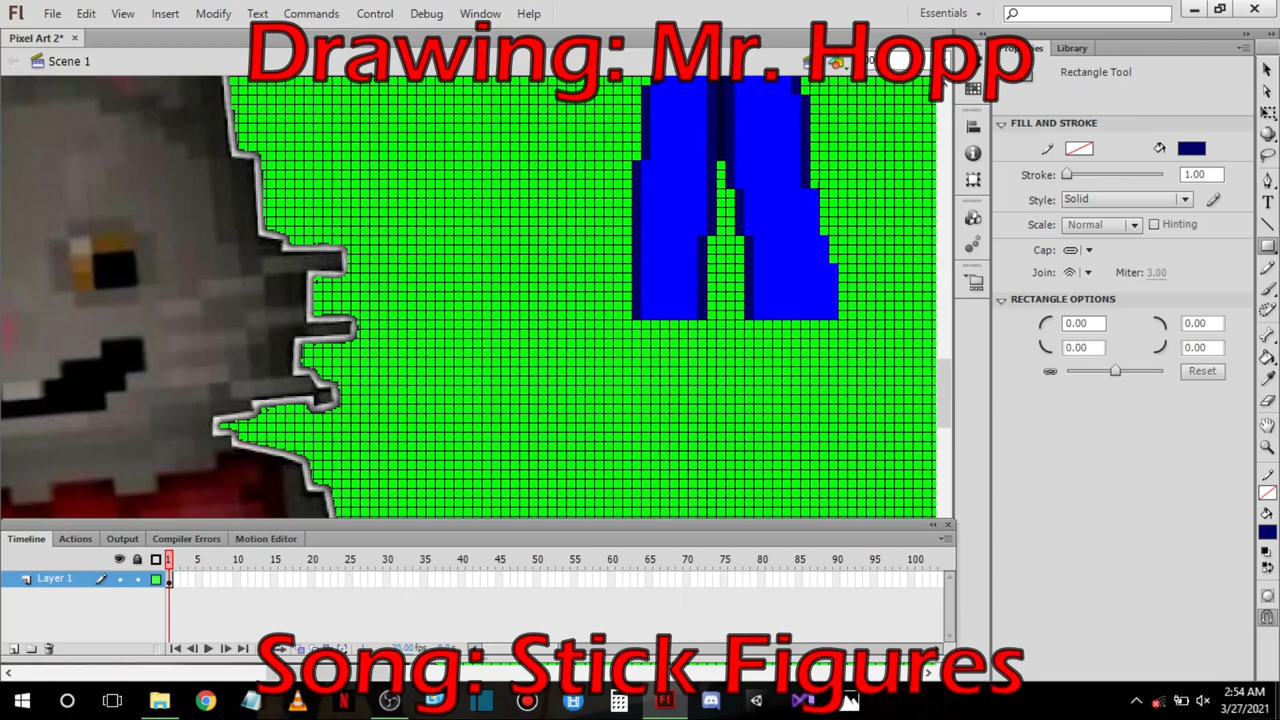 Fl File Edit View Insert Modify Text Commands Control Debug Window Help
Essentials
Pixel Art 2* ×
Drawing: Mr. Hopp
Scene 1
Properties Library
Rectangle Tool
FILL AND STROKE
Stroke: 1.00
Style: Solid
Scale: Normal Hinting
Cap:
Join: Miter: 3.00
RECTANGLE OPTIONS
0.00 0.00
0.00 0.00
Reset
Timeline Actions Output Compiler Errors Motion Editor
1 5 10 15 20 25 30 35 40 45 50 55 60 65 70 75 80 85 90 95 100
Layer 1
Song: Stick Figures
2:54 AM
3/27/2021